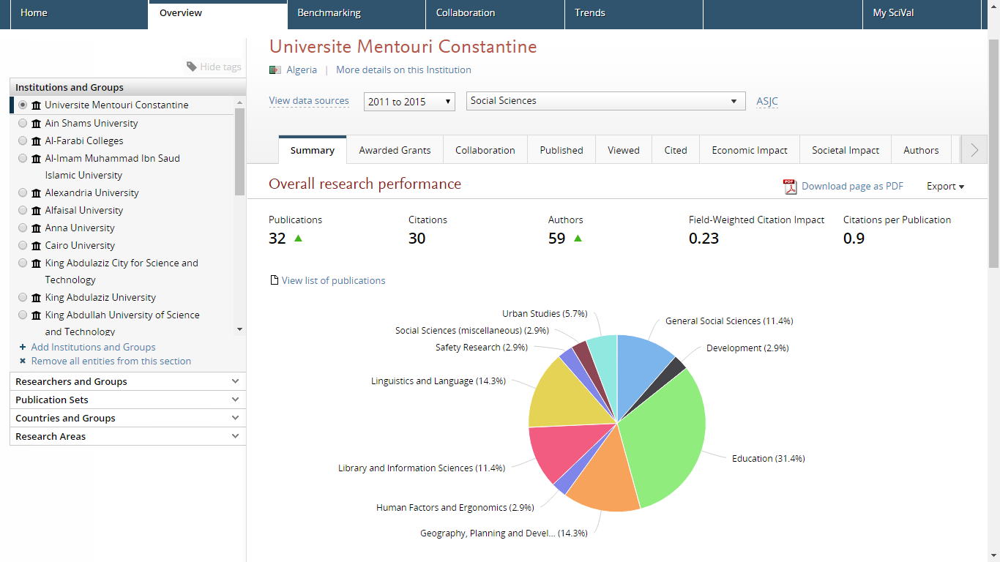 Home
Overview
Benchmarking
Collaboration
Trends
My SciVal
Hide tags
Institutions and Groups
Universite Mentouri Constantine
Ain Shams University
Al-Farabi Colleges
Al-Imam Muhammad Ibn Saud
Islamic University
Alexandria University
Alfaisal University
Anna University
Cairo University
King Abdulaziz City for Science and
Technology
King Abdulaziz University
King Abdullah University of Science
and Technology
+ Add Institutions and Groups
× Remove all entities from this section
Researchers and Groups
Publication Sets
Countries and Groups
Research Areas
Universite Mentouri Constantine
Algeria | More details on this Institution
View data sources
2011 to 2015
Social Sciences
ASJC
Summary
Awarded Grants
Collaboration
Published
Viewed
Cited
Economic Impact
Societal Impact
Authors
Overall research performance
PDF
Download page as PDF
Export
Publications
32
Citations
30
Authors
59
Field-Weighted Citation Impact
0.23
Citations per Publication
0.9
View list of publications
Urban Studies (5.7%)
General Social Sciences (11.4%)
Social Sciences (miscellaneous) (2.9%)
Safety Research (2.9%)
Development (2.9%)
Linguistics and Language (14.3%)
Education (31.4%)
Library and Information Sciences (11.4%)
Human Factors and Ergonomics (2.9%)
Geography, Planning and Devel... (14.3%)